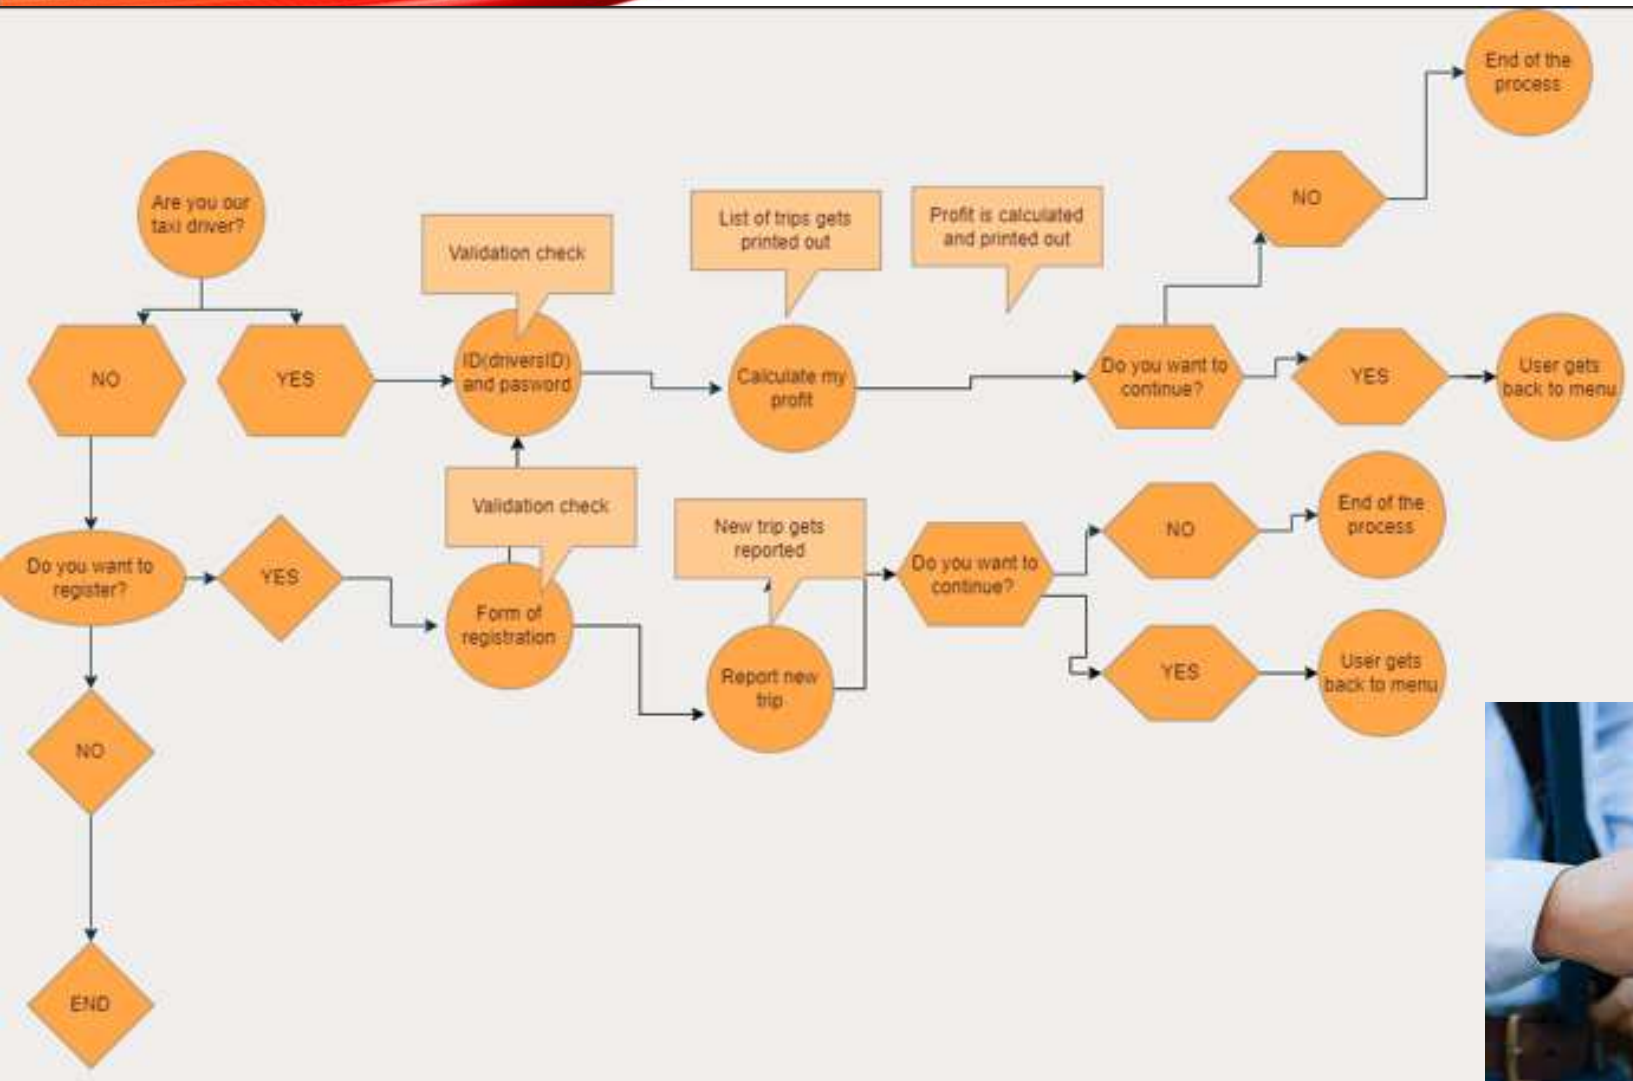 End of the
process
Are you our
taxi driver?
NO
List of trips gets
printed out
Profit is calculated
and printed out
Validation check
NO
YES
ID(driversID)
and pasword
Calculate my
profit
Do you want to
continue?
YES
User gets
back to menu
Validation check
New trip gets
reported
End of the
process
NO
Do you want to
continue?
Do you want to
register?
YES
Form of
registration
Report new
trip
YES
User gets
back to menu
NO
END